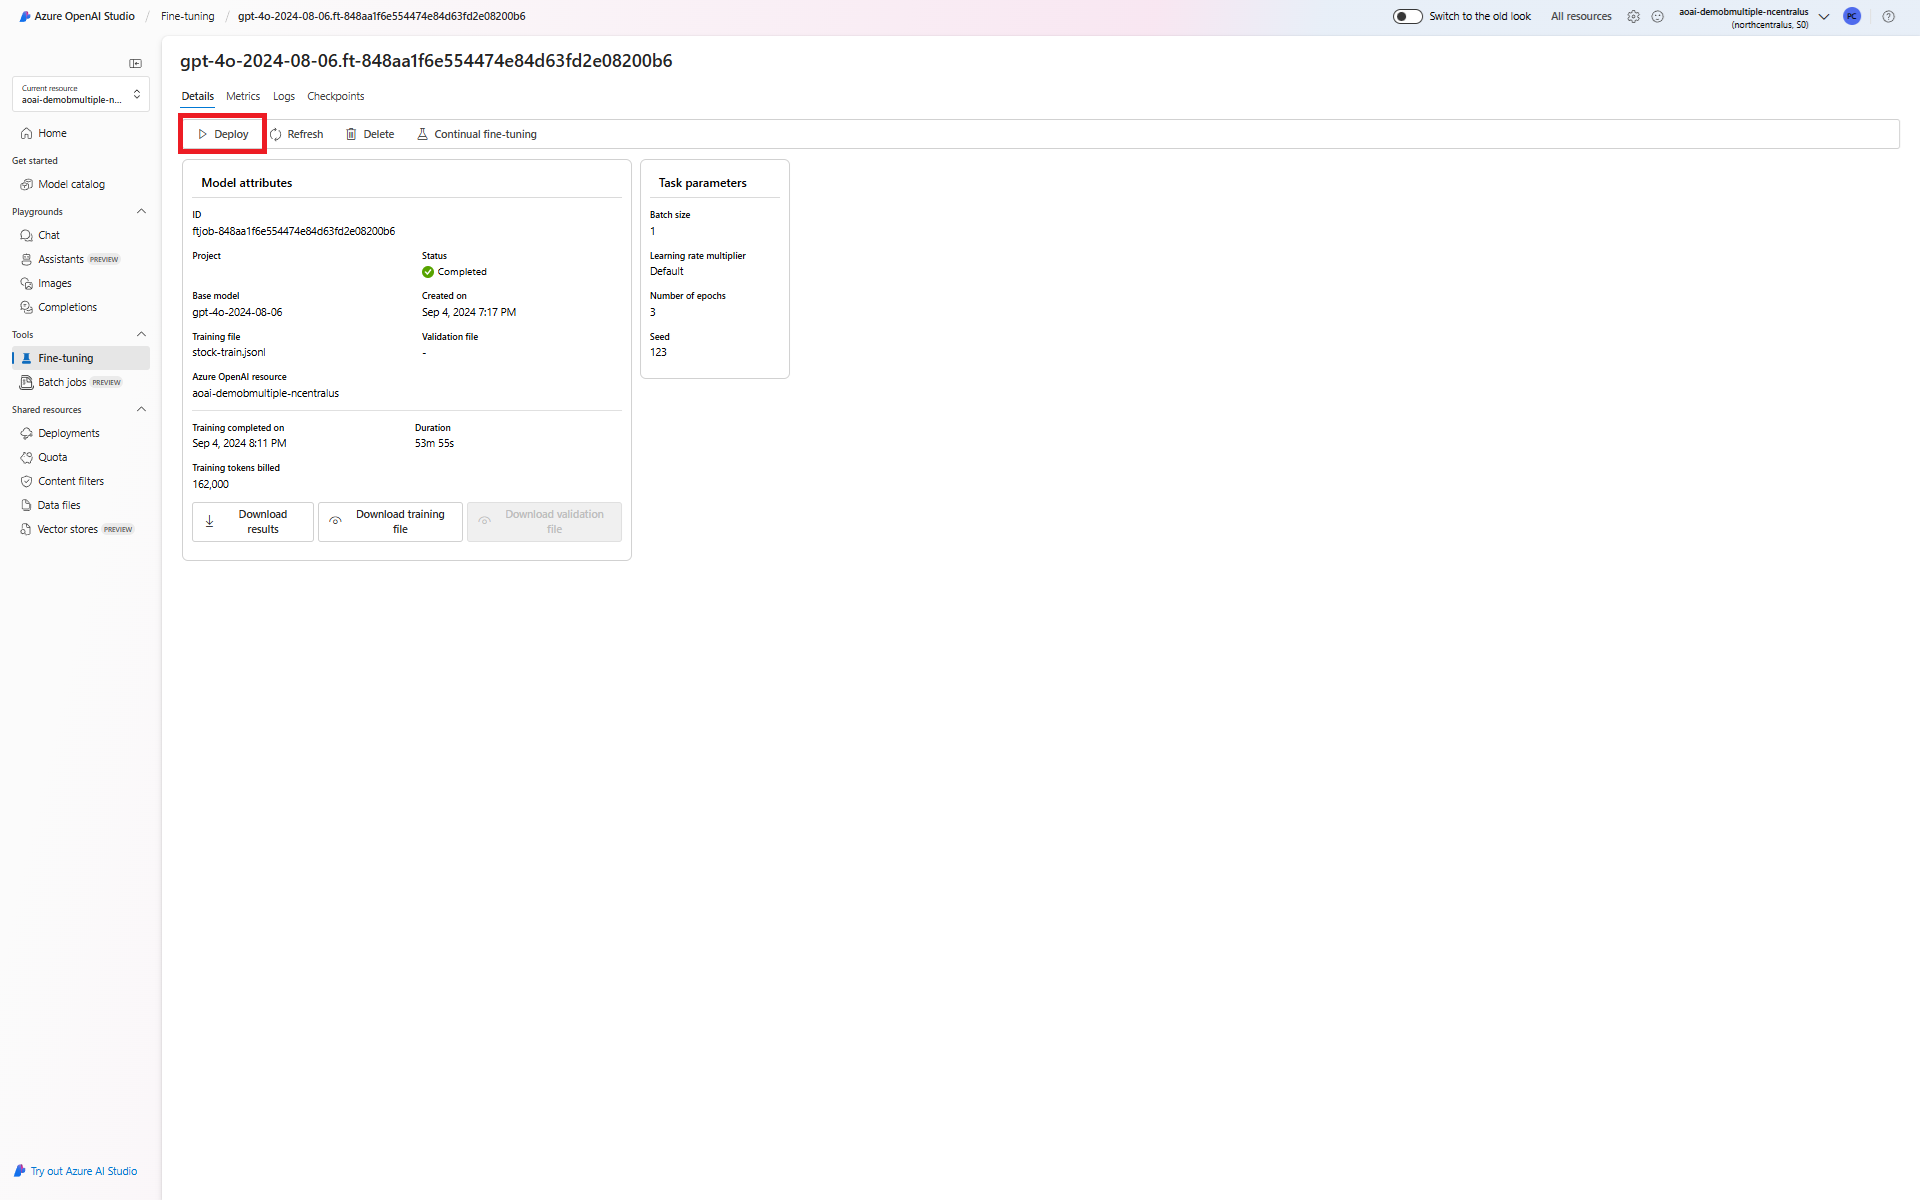 Azure OpenAI Studio / Fine-tuning / gpt-4o-2024-08-06.ft-848aa1f6e554474e84d63fd2e08200b6
Switch to the old look
All resources
aoai-demobmultiple-ncentralus
(northcentralus, S0)
PC
Current resource
aoai-demobmultiple-n...
Home
Get started
Model catalog
Playgrounds
Chat
Assistants PREVIEW
Images
Completions
Tools
Fine-tuning
Batch jobs PREVIEW
Shared resources
Deployments
Quota
Content filters
Data files
Vector stores PREVIEW
Try out Azure AI Studio
gpt-4o-2024-08-06.ft-848aa1f6e554474e84d63fd2e08200b6
Details Metrics Logs Checkpoints
Deploy Refresh Delete Continual fine-tuning
Model attributes
ID
ftjob-848aa1f6e554474e84d63fd2e08200b6
Project
Status
Completed
Base model
gpt-4o-2024-08-06
Created on
Sep 4, 2024 7:17 PM
Training file
stock-train.jsonl
Validation file
-
Azure OpenAI resource
aoai-demobmultiple-ncentralus
Training completed on
Sep 4, 2024 8:11 PM
Duration
53m 55s
Training tokens billed
162,000
Download
results
Download training
file
Download validation
file
Task parameters
Batch size
1
Learning rate multiplier
Default
Number of epochs
3
Seed
123